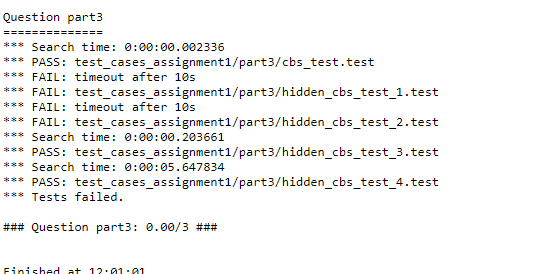 Question part3
==============
*** Search time: 0:00:00.002336
*** PASS: test_cases_assignment1/part3/cbs_test.test
*** FAIL: timeout after 10s
*** FAIL: test_cases_assignment1/part3/hidden_cbs_test_1.test
*** FAIL: timeout after 10s
*** FAIL: test_cases_assignment1/part3/hidden_cbs_test_2.test
*** Search time: 0:00:00.203661
*** PASS: test_cases_assignment1/part3/hidden_cbs_test_3.test
*** Search time: 0:00:05.647834
*** PASS: test_cases_assignment1/part3/hidden_cbs_test_4.test
*** Tests failed.
### Question part3: 0.00/3 ###
Finished at 12:01:01